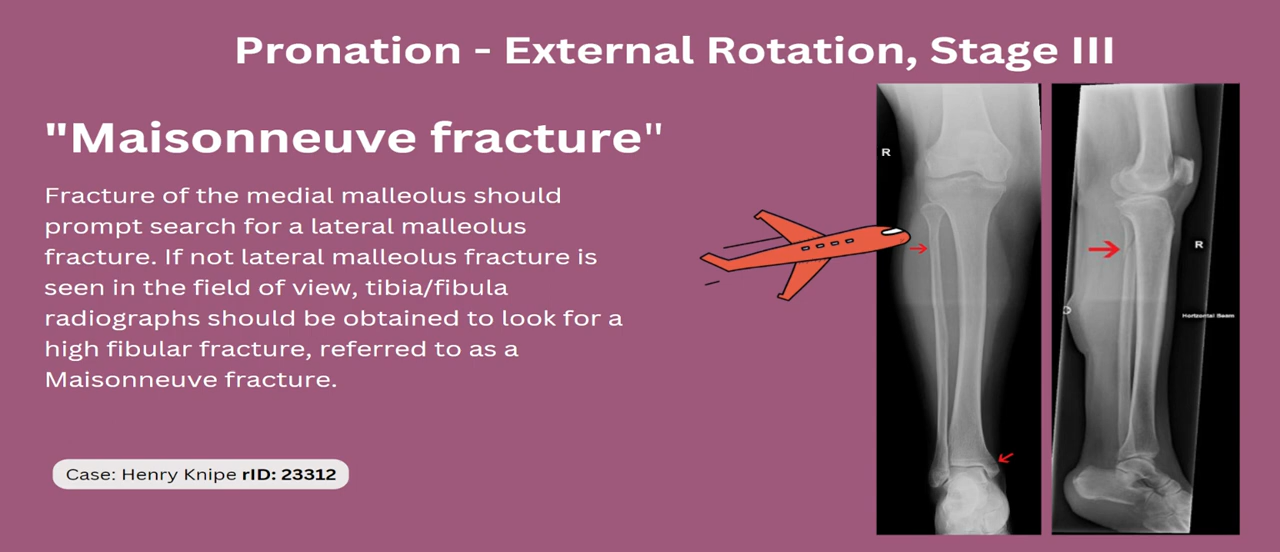 Pronation - External Rotation, Stage III
"Maisonneuve fracture"
Fracture of the medial malleolus should
prompt search for a lateral malleolus
fracture. If not lateral malleolus fracture is
seen in the field of view, tibia/fibula
radiographs should be obtained to look for a
high fibular fracture, referred to as a
Maisonneuve fracture.
Case: Henry Knipe rID: 23312
R
R
Horizontal Beam